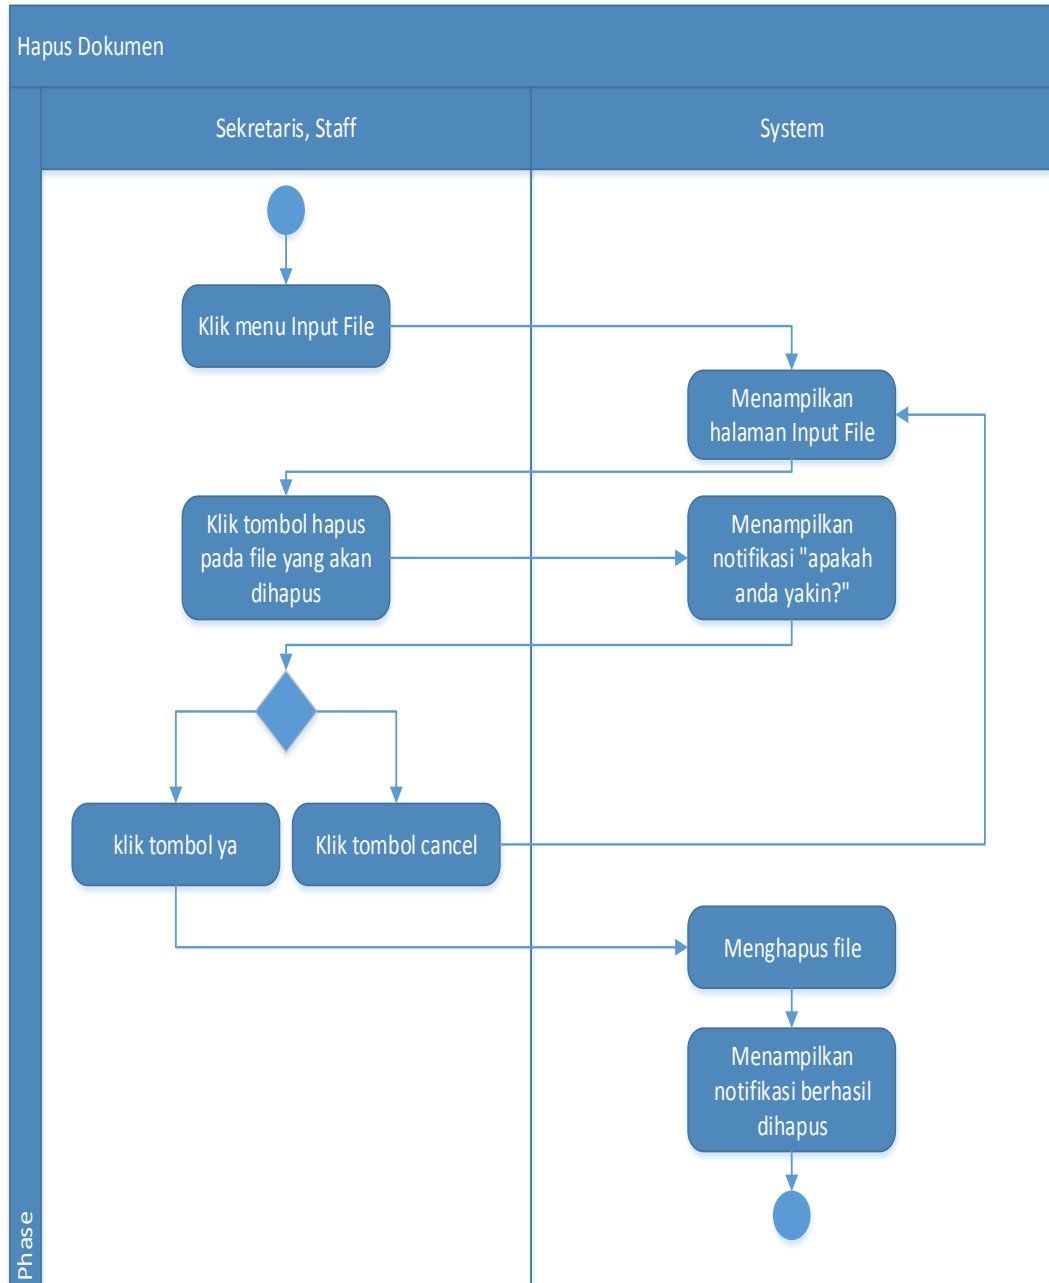 Hapus Dokumen
Sekretaris, Staff
System
Klik menu Input File
Menampilkan
halaman Input File
Klik tombol hapus
pada file yang akan
dihapus
Menampilkan
notifikasi "apakah
anda yakin?"
klik tombol ya
Klik tombol cancel
Menghapus file
Menampilkan
notifikasi berhasil
dihapus
Phase